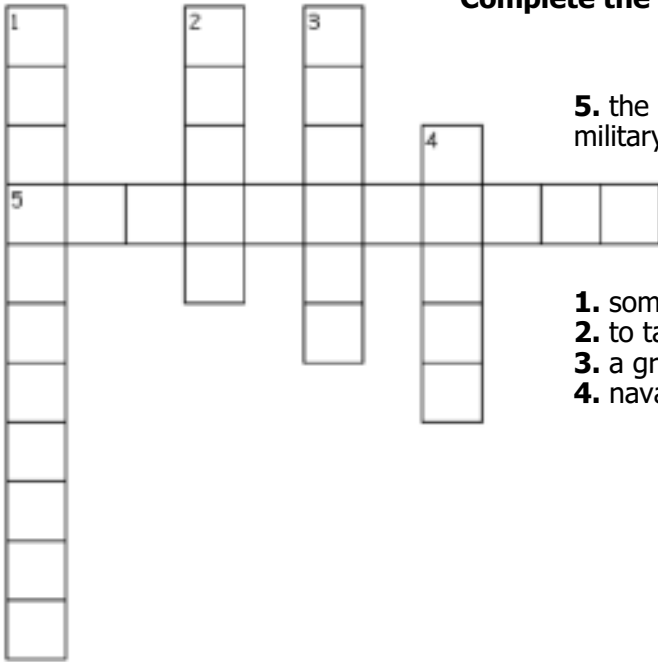 Complete the
1
2
3
5. the
military
4
5
1. som
2. to ta
3. a gr
4. nava